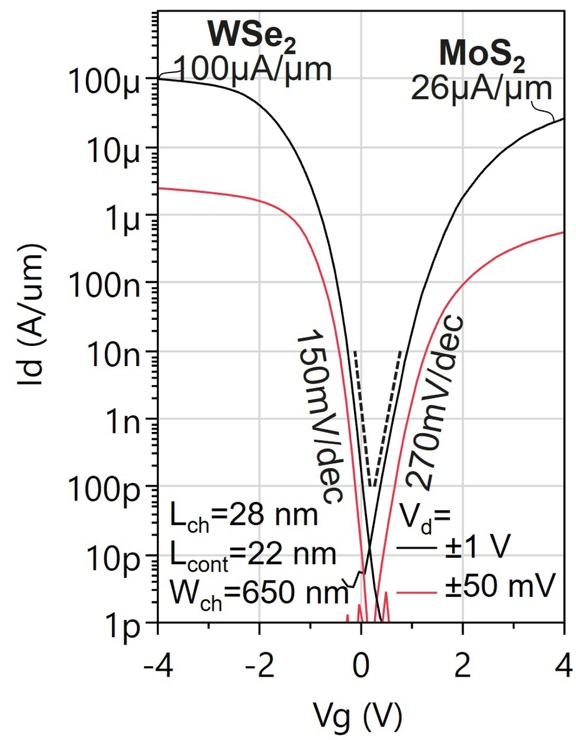 WSe2
100μA/μm
MoS2
26μA/μm
100μ
10μ
1μ
100n
10n
1n
100p
10p
1p
Id (A/um)
150mV/dec
270mV/dec
Lch=28 nm
Lcont=22 nm
Wch=650 nm
Vd=
±1 V
±50 mV
-4
-2
0
2
4
Vg (V)